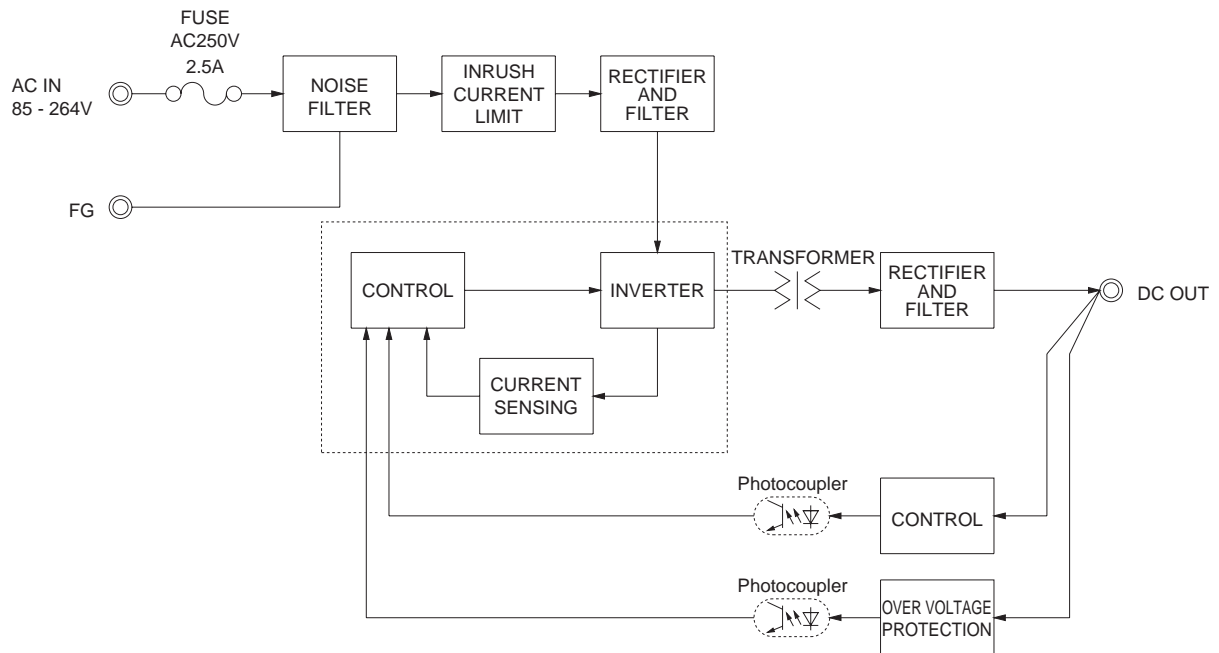 FUSE
AC250V
2.5A
AC IN
85 - 264V
NOISE
FILTER
INRUSH
CURRENT
LIMIT
RECTIFIER
AND
FILTER
FG
CONTROL
INVERTER
TRANSFORMER
RECTIFIER
AND
FILTER
DC OUT
CURRENT
SENSING
Photocoupler
CONTROL
Photocoupler
OVER VOLTAGE
PROTECTION